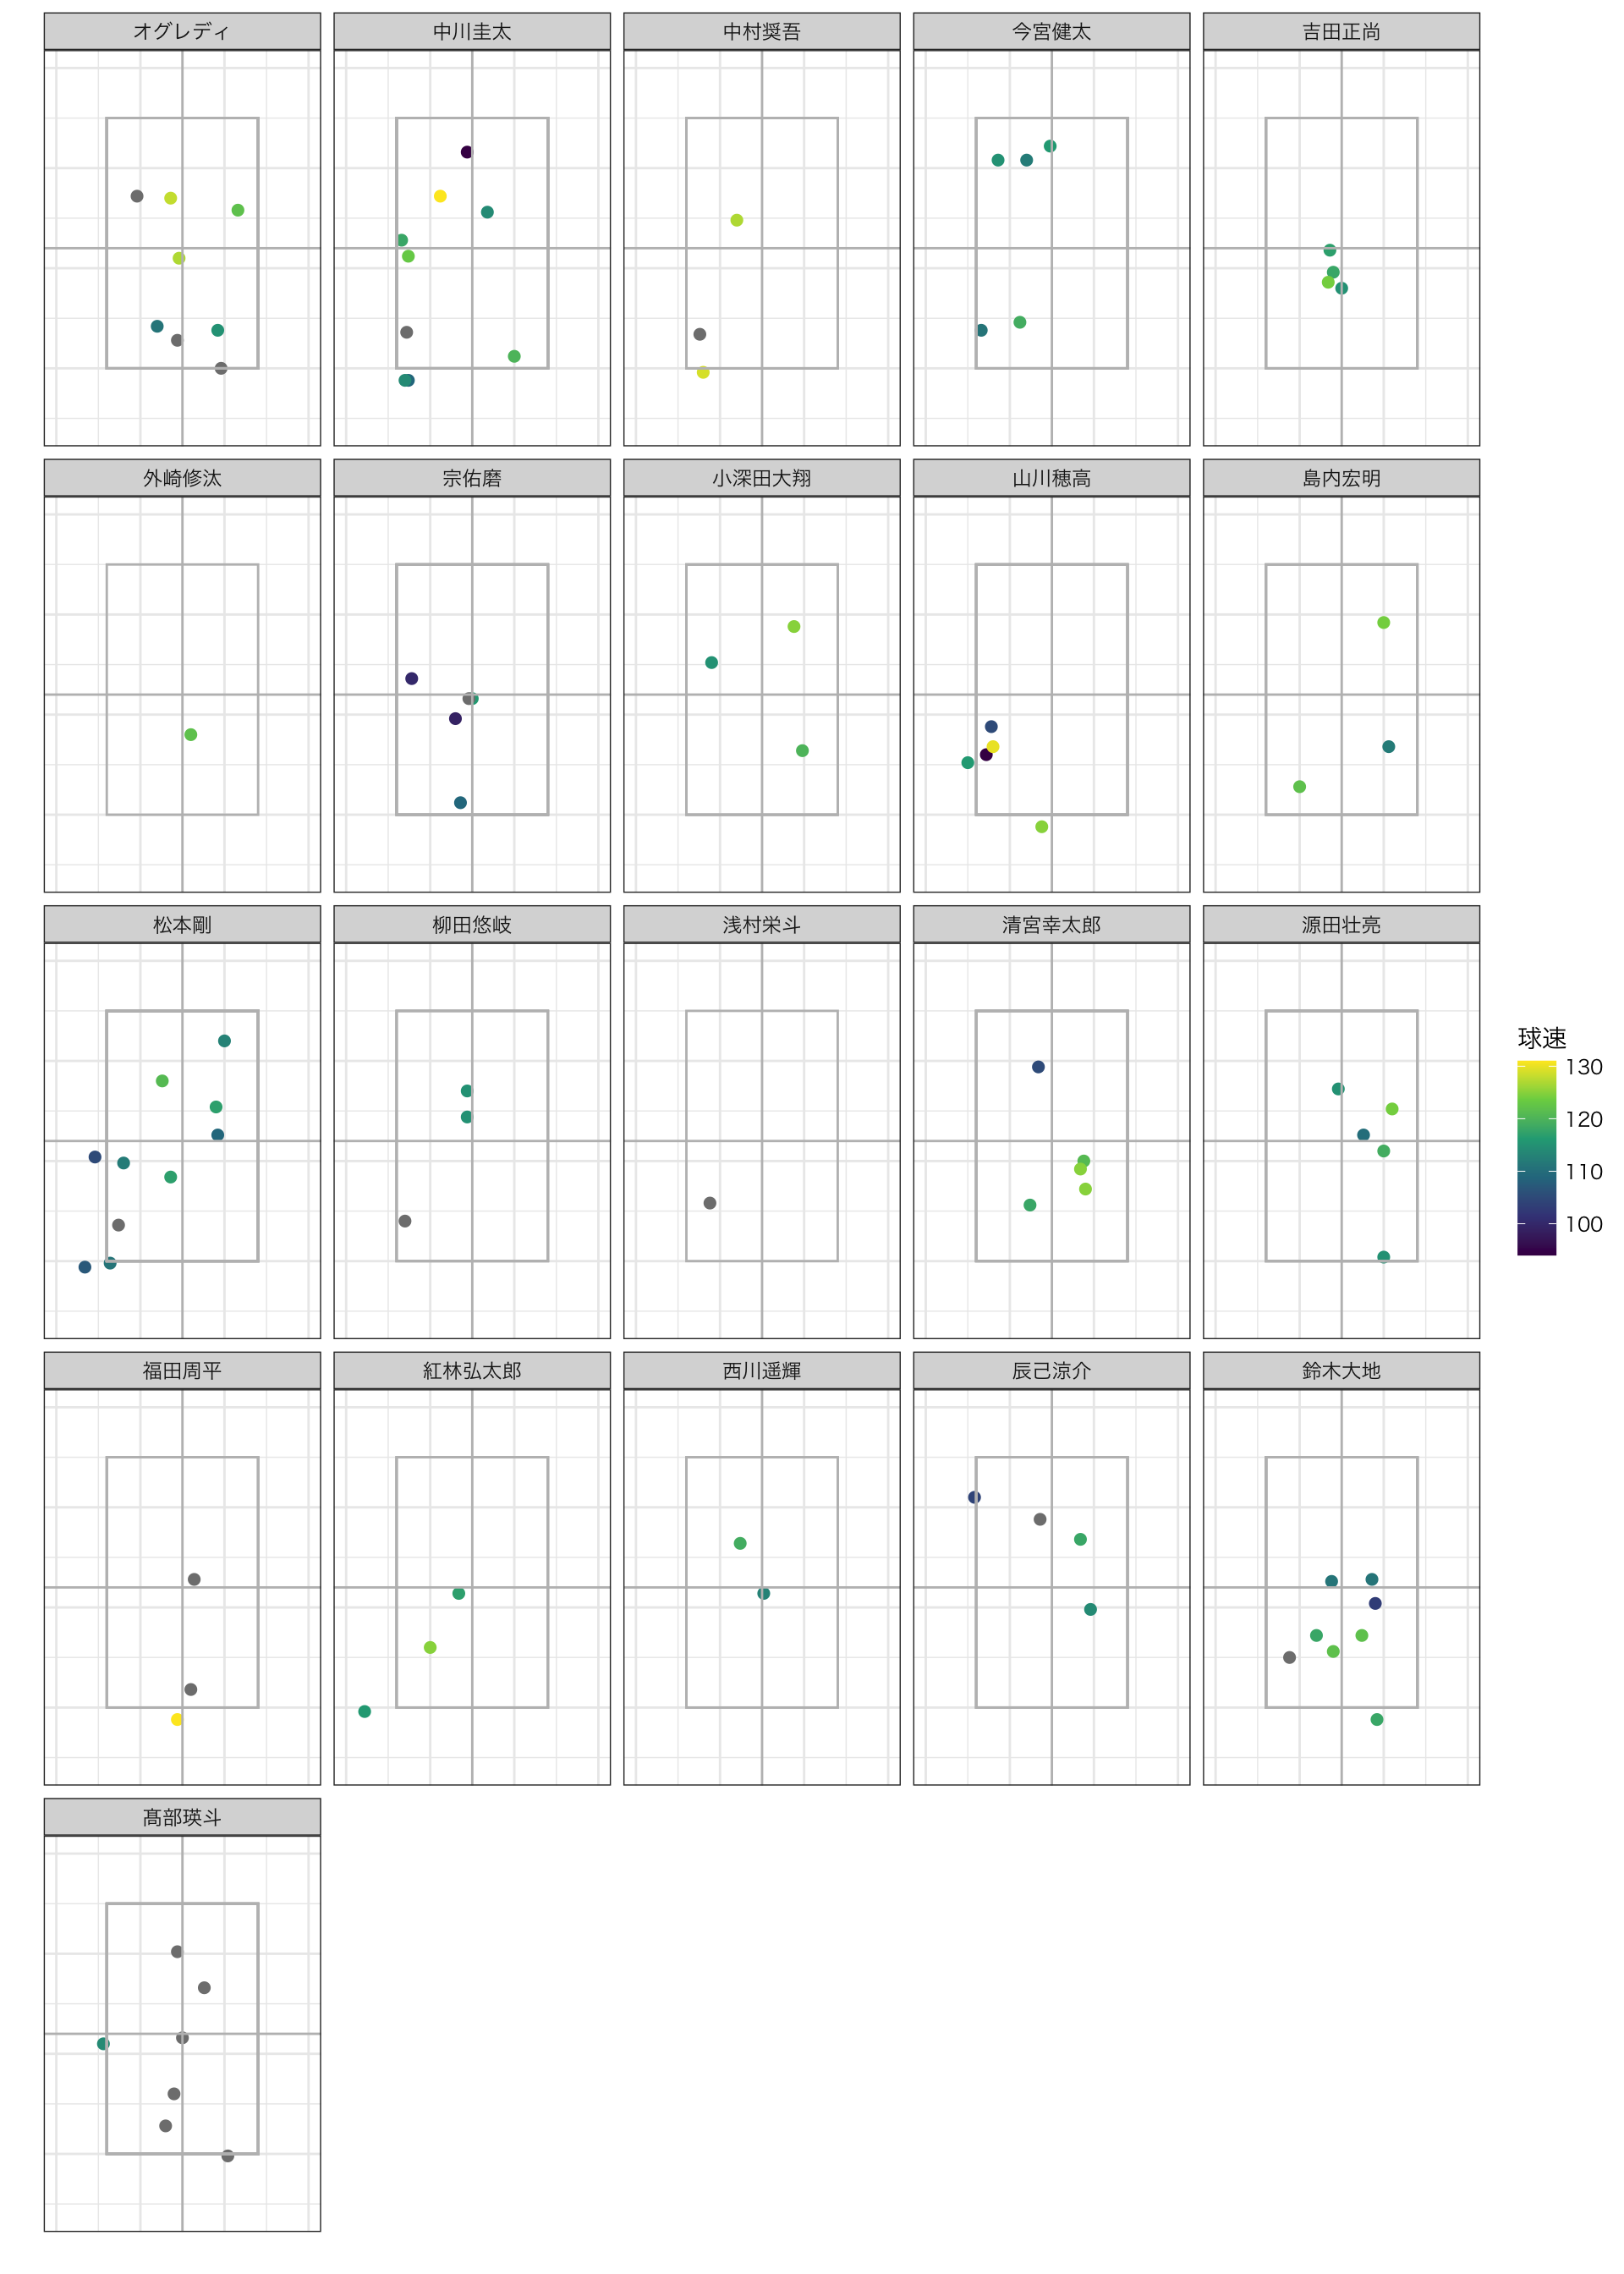 オグレディ
中川圭太
中村奨吾
今宮健太
吉田正尚
外崎修汰
宗佑磨
小深田大翔
山川穂高
島内宏明
松本剛
柳田悠岐
浅村栄斗
清宮幸太郎
源田壮亮
球速
130
120
110
100
福田周平
紅林弘太郎
西川遥輝
辰己涼介
鈴木大地
髙部瑛斗